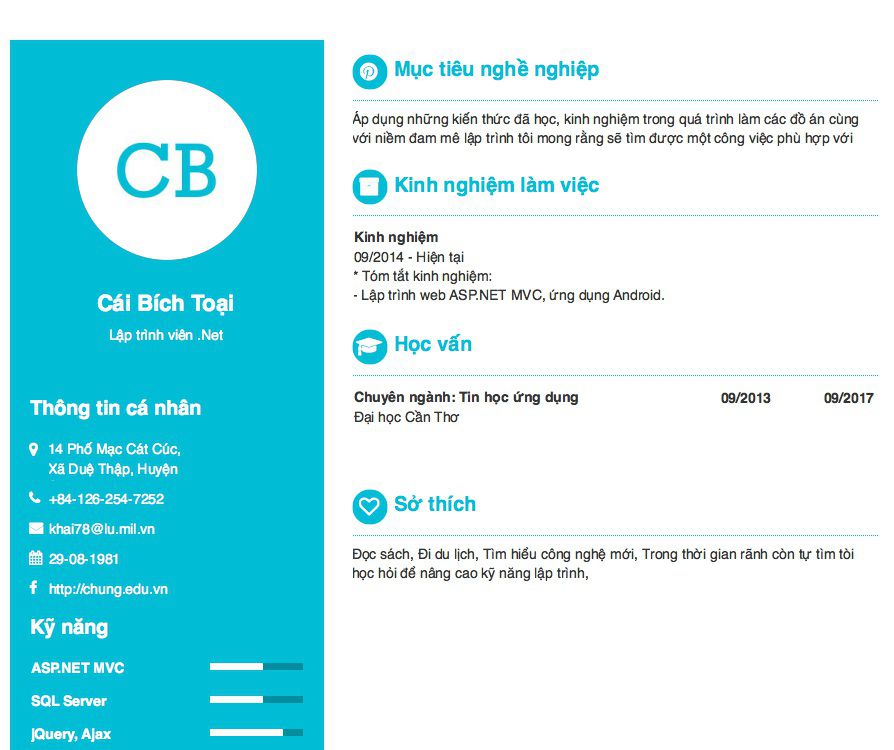 CB
Cái Bích Toại
Lập trình viên .Net
Thông tin cá nhân
14 Phố Mạc Cát Cúc,
Xã Duệ Thập, Huyện
+84-126-254-7252
khai78@lu.mil.vn
29-08-1981
http://chung.edu.vn
Kỹ năng
ASP.NET MVC
SQL Server
jQuery, Ajax
Mục tiêu nghề nghiệp
Áp dụng những kiến thức đã học, kinh nghiệm trong quá trình làm các đồ án cùng
với niềm đam mê lập trình tôi mong rằng sẽ tìm được một công việc phù hợp với
Kinh nghiệm làm việc
Kinh nghiệm
09/2014 - Hiện tại
* Tóm tắt kinh nghiệm:
- Lập trình web ASP.NET MVC, ứng dụng Android.
Học vấn
Chuyên ngành: Tin học ứng dụng 09/2013 09/2017
Đại học Cần Thơ
Sở thích
Đọc sách, Đi du lịch, Tìm hiểu công nghệ mới, Trong thời gian rãnh còn tự tìm tòi
học hỏi để nâng cao kỹ năng lập trình,